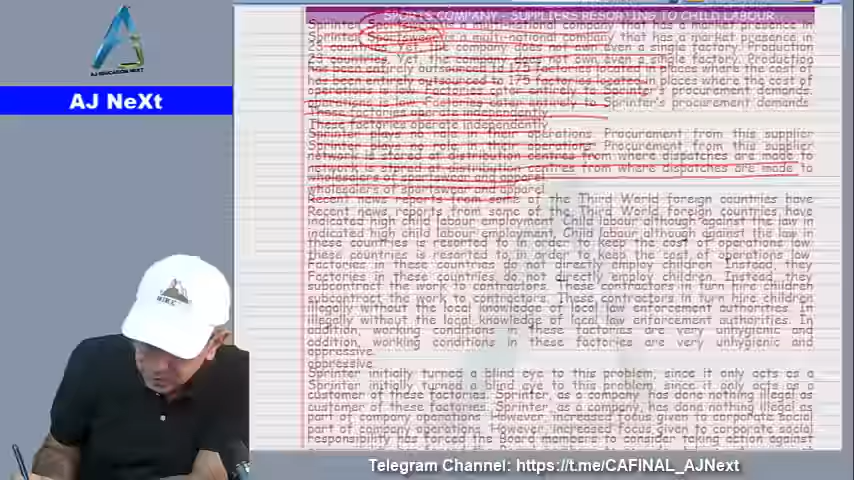 AJ EDUCATION NEXT
AJ NeXt
SPORTS COMPANY - SUPPLIERS RESORTING TO CHILD LABOUR
Sprinter Sportswear is a multi-national company that has a market presence in
23 countries. Yet, the company does not own even a single factory. Production
has been entirely outsourced to 175 factories located in places where the cost of
operations is low. Factories cater entirely to Sprinter's procurement demands.
These factories operate independently.
Sprinter plays no role in their operations. Procurement from this supplier
network is stored at distribution centres from where dispatches are made to
wholesalers of sportswear and apparel.
Recent news reports from some of the Third World foreign countries have
indicated high child labour employment. Child labour although against the law in
these countries is resorted to in order to keep the cost of operations low.
Factories in these countries do not directly employ children. Instead, they
subcontract the work to contractors. These contractors in turn hire children
illegally without the local knowledge of local law enforcement authorities. In
addition, working conditions in these factories are very unhygienic and
oppressive.
Sprinter initially turned a blind eye to this problem, since it only acts as a
customer of these factories. Sprinter, as a company has done nothing illegal as
part of company operations. However, increased focus given to corporate social
responsibility has forced the Board members to consider taking action against
Telegram Channel: https://t.me/CAFINAL_AJNext